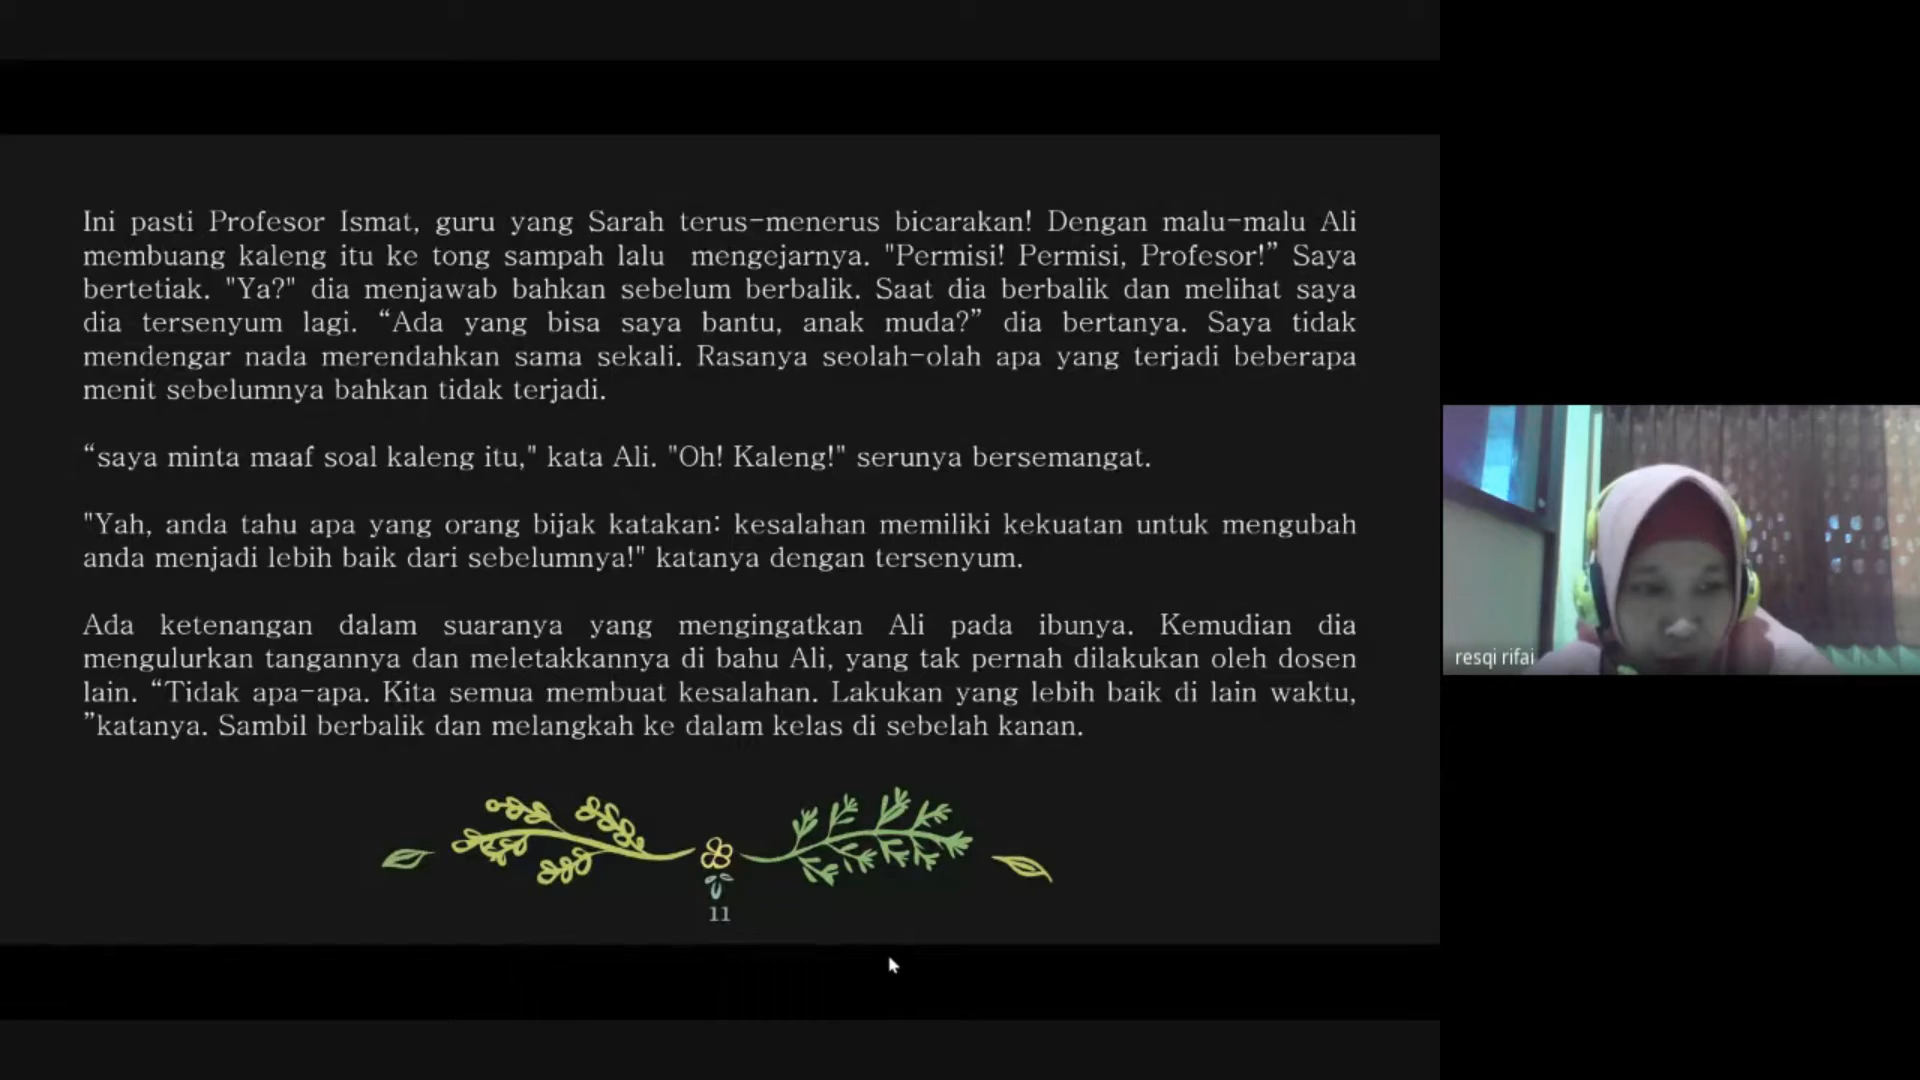 Ini pasti Profesor Ismat, guru yang Sarah terus-menerus bicarakan! Dengan malu-malu Ali
membuang kaleng itu ke tong sampah lalu  mengejarnya. "Permisi! Permisi, Profesor!” Saya
bertetiak. "Ya?" dia menjawab bahkan sebelum berbalik. Saat dia berbalik dan melihat saya
dia tersenyum lagi. “Ada yang bisa saya bantu, anak muda?” dia bertanya. Saya tidak
mendengar nada merendahkan sama sekali. Rasanya seolah-olah apa yang terjadi beberapa
menit sebelumnya bahkan tidak terjadi.
“saya minta maaf soal kaleng itu," kata Ali. "Oh! Kaleng!" serunya bersemangat.
"Yah, anda tahu apa yang orang bijak katakan: kesalahan memiliki kekuatan untuk mengubah
anda menjadi lebih baik dari sebelumnya!" katanya dengan tersenyum.
Ada ketenangan dalam suaranya yang mengingatkan Ali pada ibunya. Kemudian dia
mengulurkan tangannya dan meletakkannya di bahu Ali, yang tak pernah dilakukan oleh dosen
lain. “Tidak apa-apa. Kita semua membuat kesalahan. Lakukan yang lebih baik di lain waktu,
”katanya. Sambil berbalik dan melangkah ke dalam kelas di sebelah kanan.
11
resqi rifai